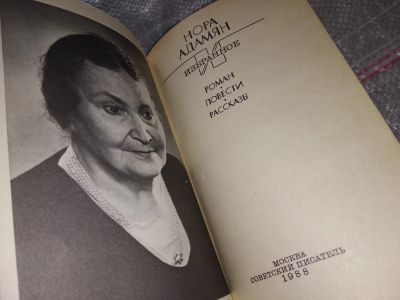 НОРА
АДАМЯН
ИЗБРАННОЕ
РОМАН
ПОВЕСТИ
РАССКАЗЫ
МОСКВА
СОВЕТСКИЙ ПИСАТЕЛЬ
1988